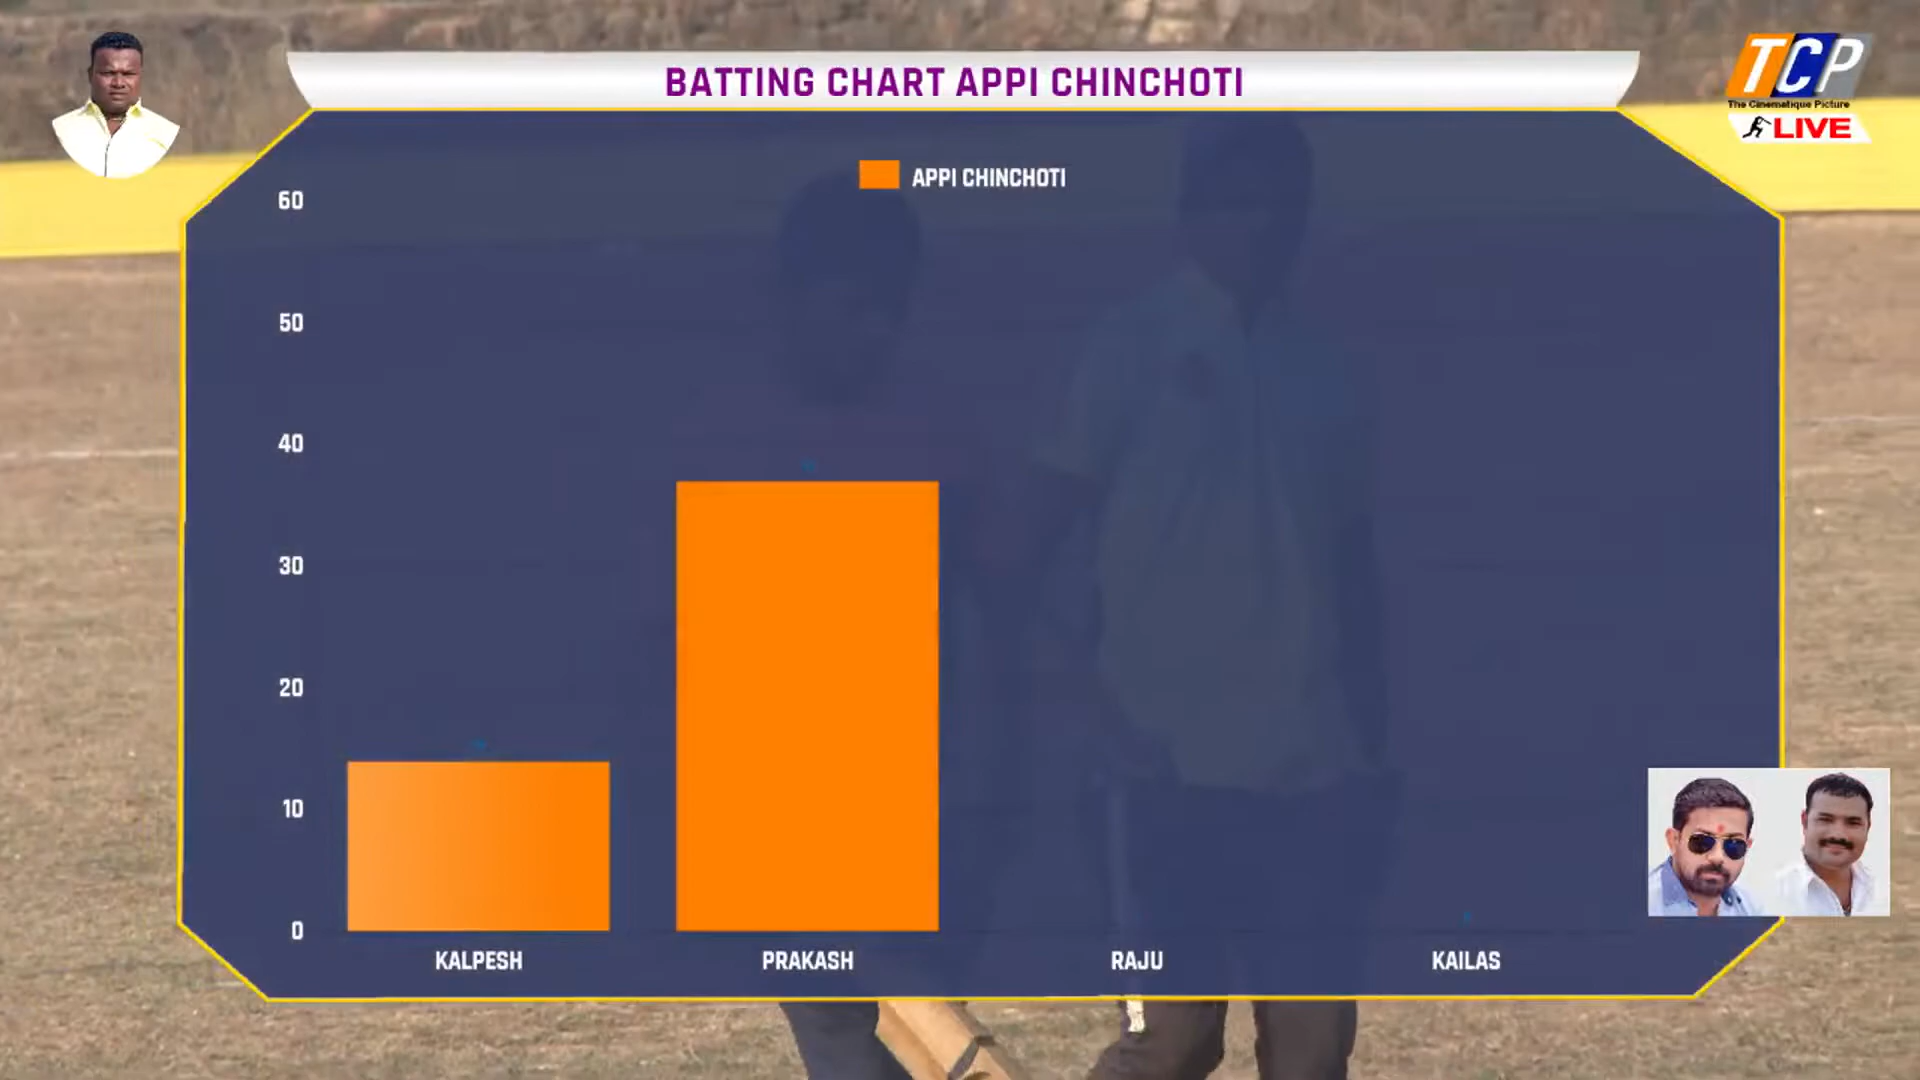 BATTING CHART APPI CHINCHOTI
TCP
The Cinematique Picture
LIVE
APPI CHINCHOTI
60
50
40
30
20
10
0
KALPESH
PRAKASH
RAJU
KAILAS